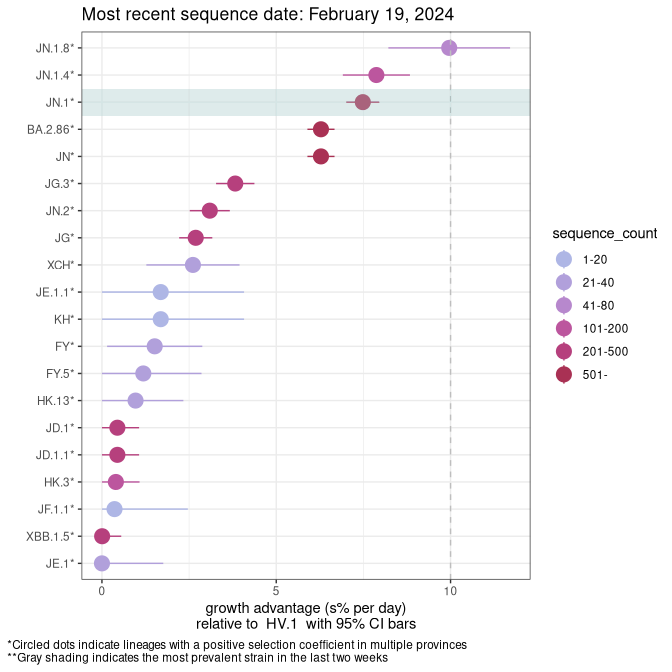 Most recent sequence date: February 19, 2024
JN.1.8*
JN.1.4*
JN.1*
BA.2.86*
JN*
JG.3*
JN.2*
JG*
XCH*
JE.1.1*
KH*
FY*
FY.5*
HK.13*
JD.1*
JD.1.1*
HK.3*
JF.1.1*
XBB.1.5*
JE.1*
0 5 10
growth advantage (s% per day)
relative to HV.1 with 95% CI bars
sequence_count
1-20
21-40
41-80
101-200
201-500
501-
*Circled dots indicate lineages with a positive selection coefficient in multiple provinces
**Gray shading indicates the most prevalent strain in the last two weeks